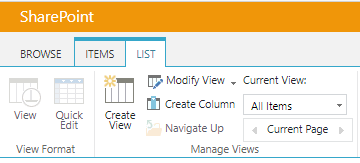 SharePoint
BROWSE ITEMS LIST
View
Quick Edit
Create View
Modify View
Create Column
Navigate Up
Current View:
All Items
Current Page
View Format
Manage Views